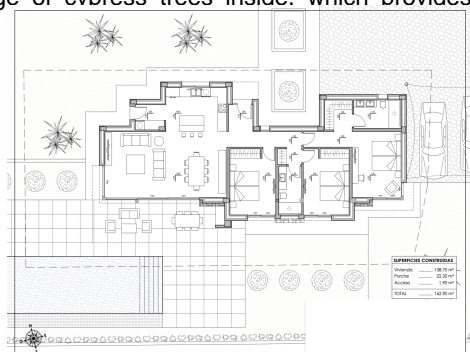 ge of cypress trees inside. which provides
SUPERFICIES CONSTRUIDAS
Vivienda 138.70 m²
Porche 22.30 m²
Acceso 1.90 m²
TOTAL 162.90 m²
N